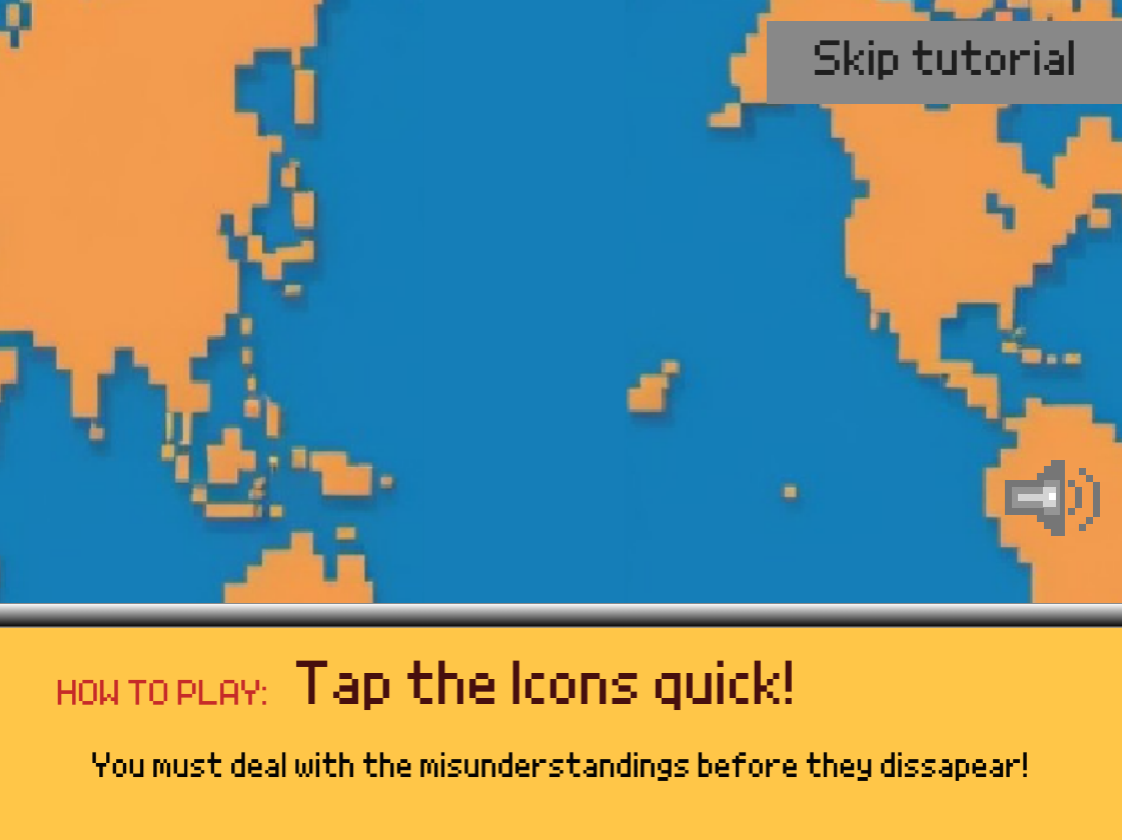 Skip tutorial
HOW TO PLAY: Tap the Icons quick!
You must deal with the misunderstandings before they dissapear!